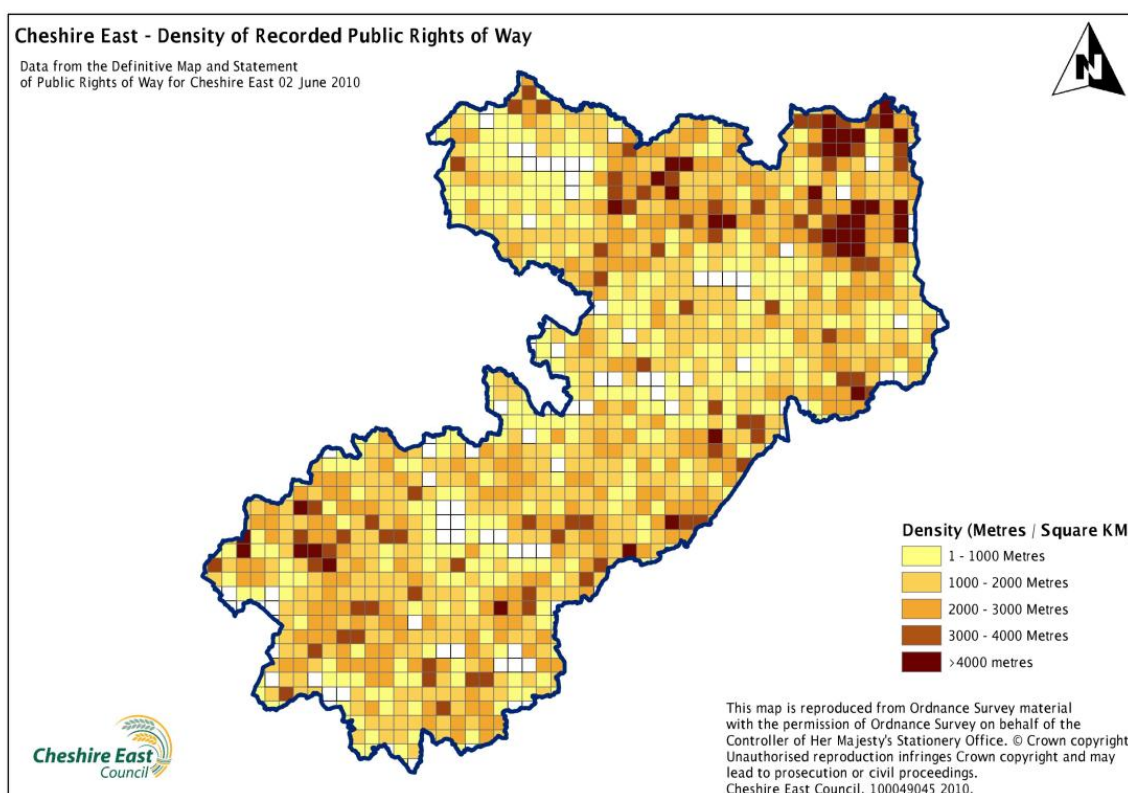 Cheshire East - Density of Recorded Public Rights of Way
Data from the Definitive Map and Statement
of Public Rights of Way for Cheshire East 02 June 2010
N
Density (Metres / Square KM
1 - 1000 Metres
1000 - 2000 Metres
2000 - 3000 Metres
3000 - 4000 Metres
>4000 metres
This map is reproduced from Ordnance Survey material
with the permission of Ordnance Survey on behalf of the
Controller of Her Majesty's Stationery Office. © Crown copyright
Unauthorised reproduction infringes Crown copyright and may
lead to prosecution or civil proceedings.
Cheshire East Council. 100049045 2010.
Cheshire East
Council